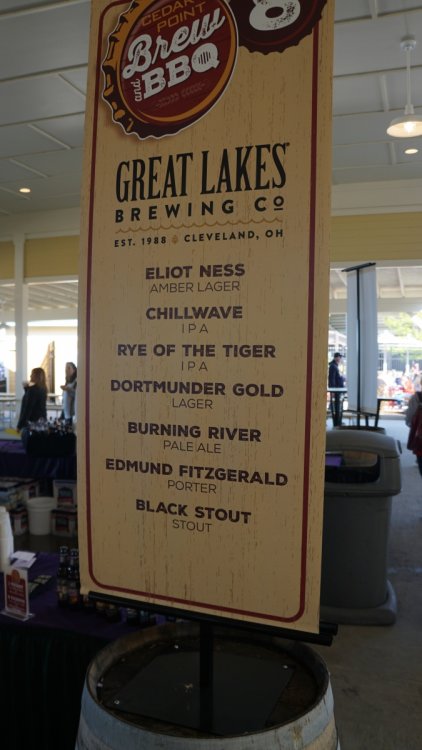 CEDAR
POINT
Brew
and
BBQ
8
GREAT LAKES
BREWING CO
EST. 1988 CLEVELAND, OH
ELIOT NESS
AMBER LAGER
CHILLWAVE
IPA
RYE OF THE TIGER
IPA
DORTMUNDER GOLD
LAGER
BURNING RIVER
PALE ALE
EDMUND FITZGERALD
PORTER
BLACK STOUT
STOUT